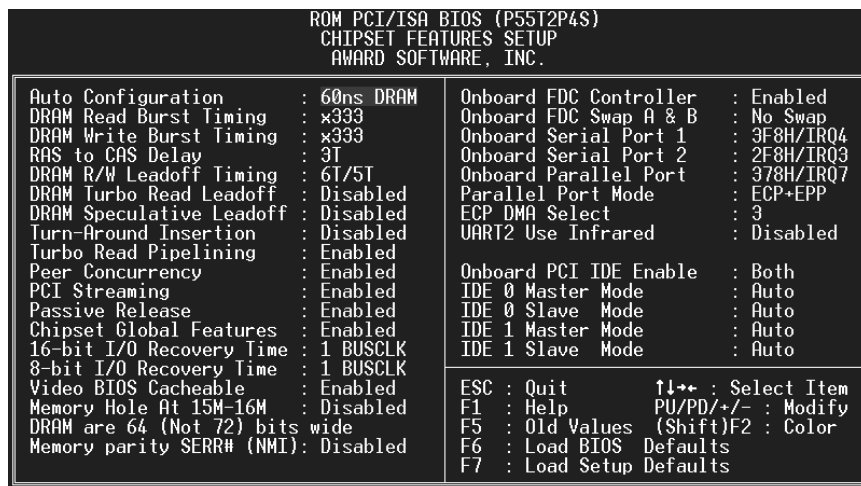 ROM PCI/ISA BIOS (P55T2P4S)
CHIPSET FEATURES SETUP
AWARD SOFTWARE, INC.
Auto Configuration : 60ns DRAM
DRAM Read Burst Timing : x333
DRAM Write Burst Timing : x333
RAS to CAS Delay : 3T
DRAM R/W Leadoff Timing : 6T/5T
DRAM Turbo Read Leadoff : Disabled
DRAM Speculative Leadoff : Disabled
Turn-Around Insertion : Disabled
Turbo Read Pipelining : Enabled
Peer Concurrency : Enabled
PCI Streaming : Enabled
Passive Release : Enabled
Chipset Global Features : Enabled
16-bit I/O Recovery Time : 1 BUSCLK
8-bit I/O Recovery Time : 1 BUSCLK
Video BIOS Cacheable : Enabled
Memory Hole At 15M-16M : Disabled
DRAM are 64 (Not 72) bits wide
Memory parity SERR# (NMI): Disabled
Onboard FDC Controller : Enabled
Onboard FDC Swap A & B : No Swap
Onboard Serial Port 1 : 3F8H/IRQ4
Onboard Serial Port 2 : 2F8H/IRQ3
Onboard Parallel Port : 378H/IRQ7
Parallel Port Mode : ECP+EPP
ECP DMA Select : 3
UART2 Use Infrared : Disabled
Onboard PCI IDE Enable : Both
IDE 0 Master Mode : Auto
IDE 0 Slave Mode : Auto
IDE 1 Master Mode : Auto
IDE 1 Slave Mode : Auto
ESC : Quit ↑↓→← : Select Item
F1 : Help PU/PD/+/- : Modify
F5 : Old Values (Shift)F2 : Color
F6 : Load BIOS Defaults
F7 : Load Setup Defaults